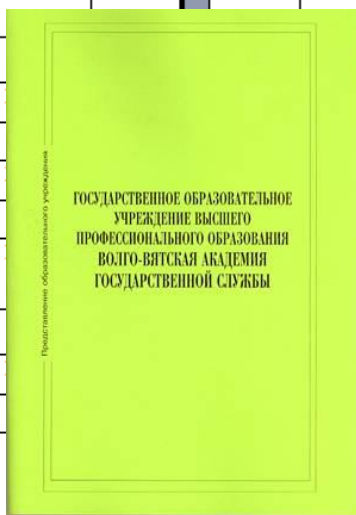 Представление образовательного учреждения
ГОСУДАРСТВЕННОЕ ОБРАЗОВАТЕЛЬНОЕ
УЧРЕЖДЕНИЕ ВЫСШЕГО
ПРОФЕССИОНАЛЬНОГО ОБРАЗОВАНИЯ
ВОЛГО-ВЯТСКАЯ АКАДЕМИЯ
ГОСУДАРСТВЕННОЙ СЛУЖБЫ